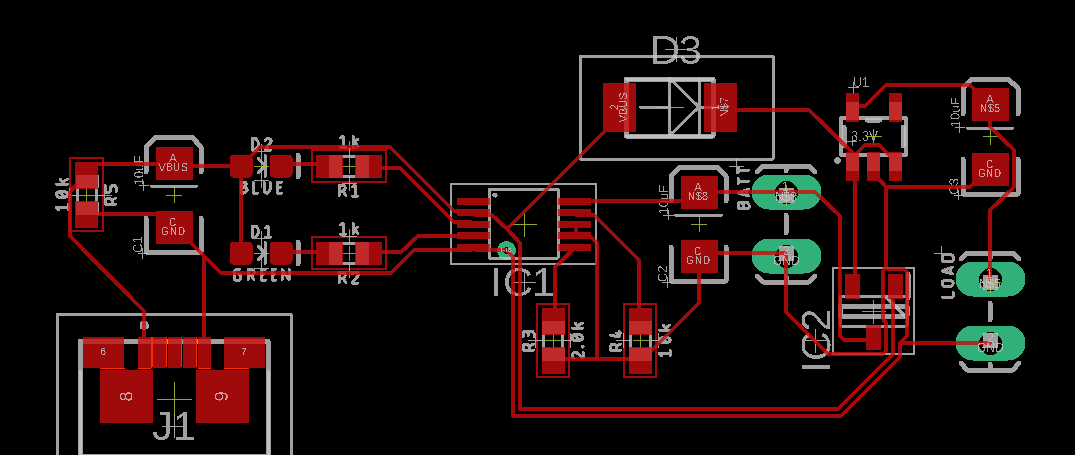 D3
U1
2
VBUS
N$7
A
N$5
10uF
3.3V
D2
1k
10uF
A
VBUS
BLUE
R1
10k
R5
BATT
10uF
A
N$8
C
C3
C
GND
C1
D1
1k
GREEN
R2
C
GND
C2
GND
IC1
LOAD
R3
2.0k
R4
10k
IC2
GND
6
7
8
9
J1